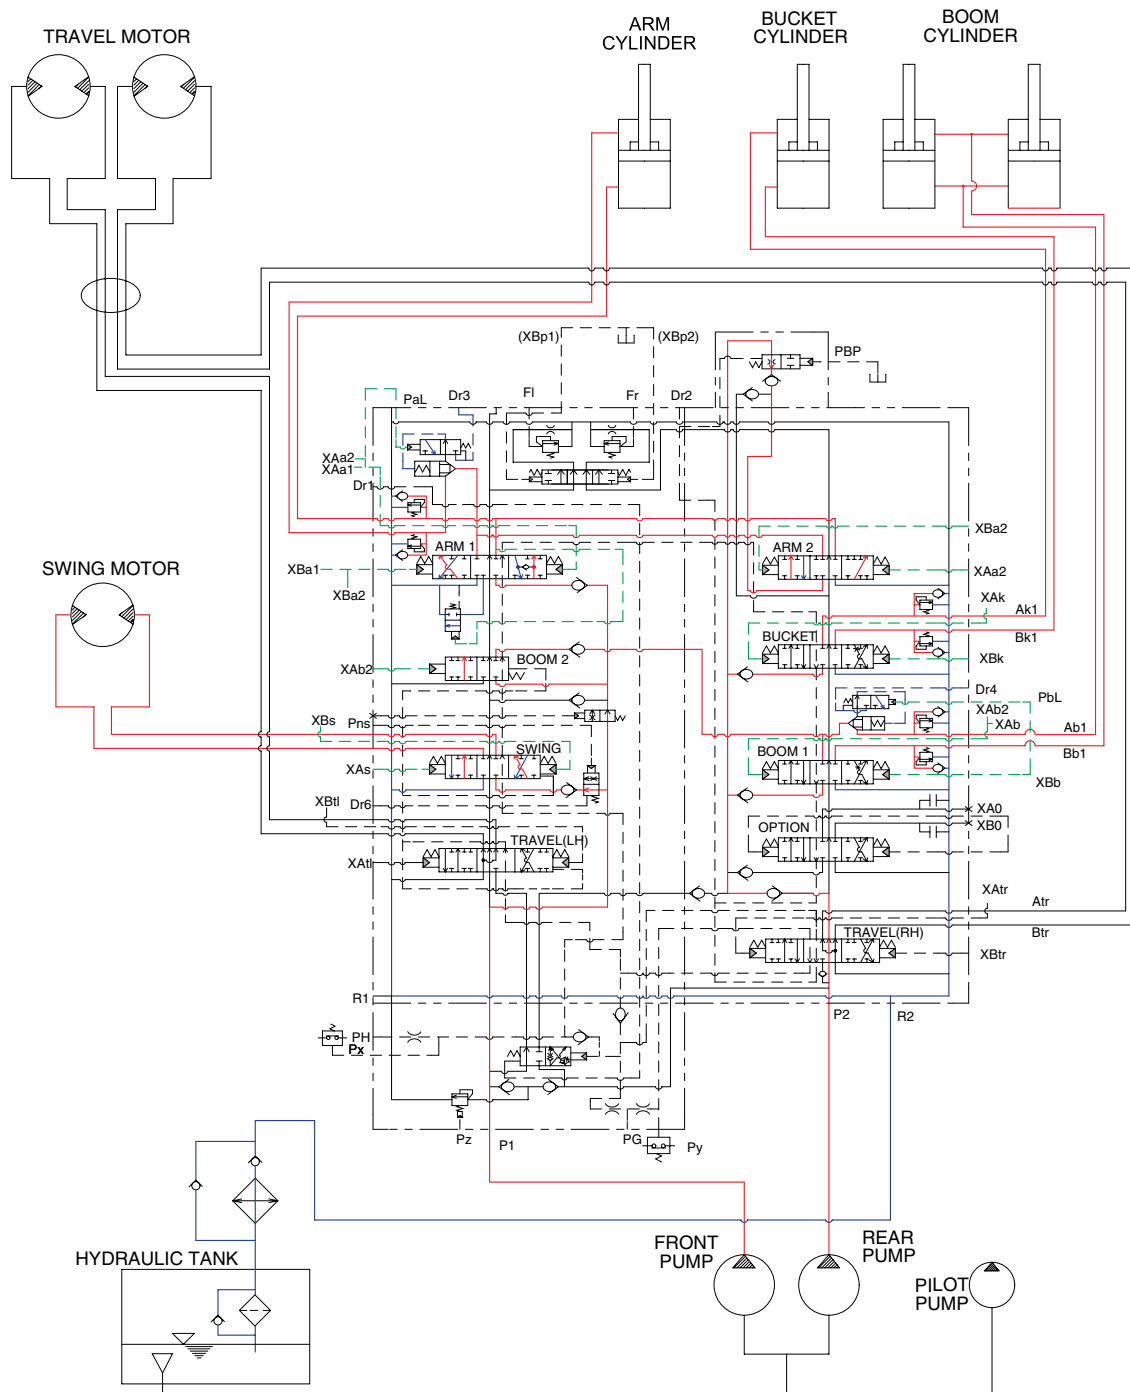 TRAVEL MOTOR
ARM
CYLINDER
BUCKET
CYLINDER
BOOM
CYLINDER
(XBp1)
(XBp2)
PBP
PaL
Dr3
Fl
Fr
Dr2
XAa2
XAa1
Dr1
XBa2
ARM 1
ARM 2
SWING MOTOR
XBa1
XAa2
XBa2
XAk
Ak1
BUCKET
Bk1
XAb2
BOOM 2
XBk
Dr4
PbL
XBs
Pns
XAb2
XAb
Ab1
SWING
BOOM 1
Bb1
XAs
XBb
XBtl
Dr6
XA0
XB0
OPTION
TRAVEL(LH)
XAtl
XAtr
Atr
TRAVEL(RH)
Btr
XBtr
R1
P2
R2
PH
Px
Pz
P1
PG
Py
HYDRAULIC TANK
FRONT
PUMP
REAR
PUMP
PILOT
PUMP